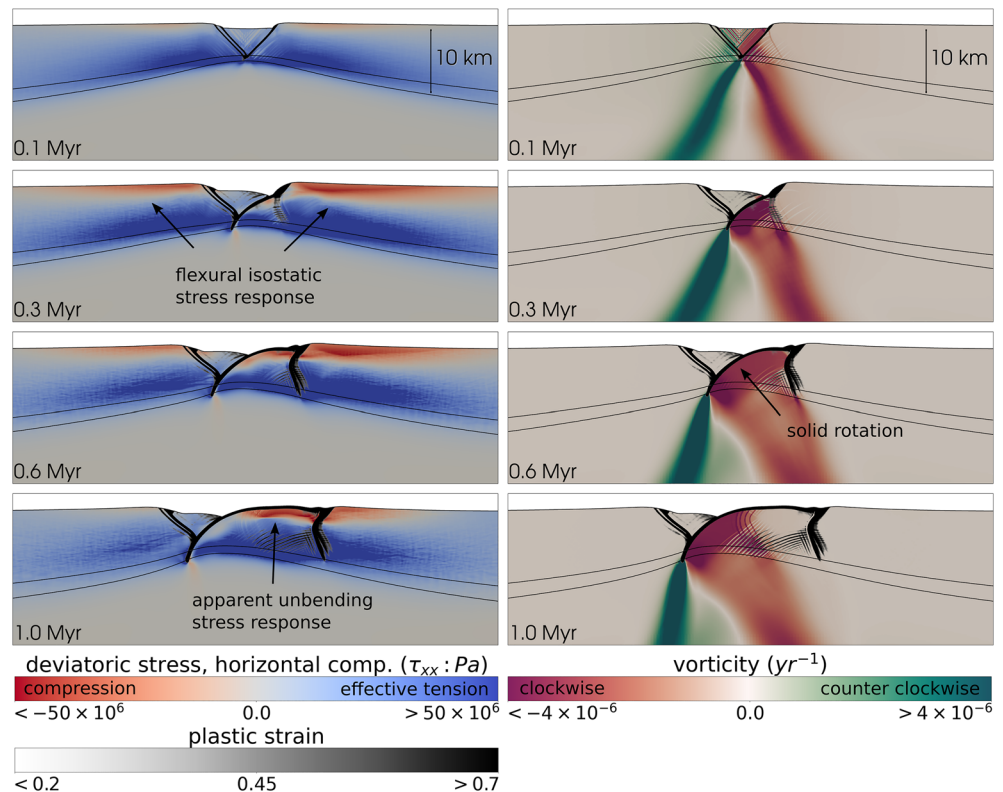 10 km
0.1 Myr
10 km
0.1 Myr
flexural isostatic
stress response
0.3 Myr
0.3 Myr
0.6 Myr
solid rotation
0.6 Myr
apparent unbending
stress response
1.0 Myr
1.0 Myr
deviatoric stress, horizontal comp. (τxx : Pa)
compression effective tension
< −50 × 10⁶ 0.0 > 50 × 10⁶
vorticity (yr⁻¹)
clockwise counter clockwise
< −4 × 10⁻⁶ 0.0 > 4 × 10⁻⁶
plastic strain
< 0.2 0.45 > 0.7